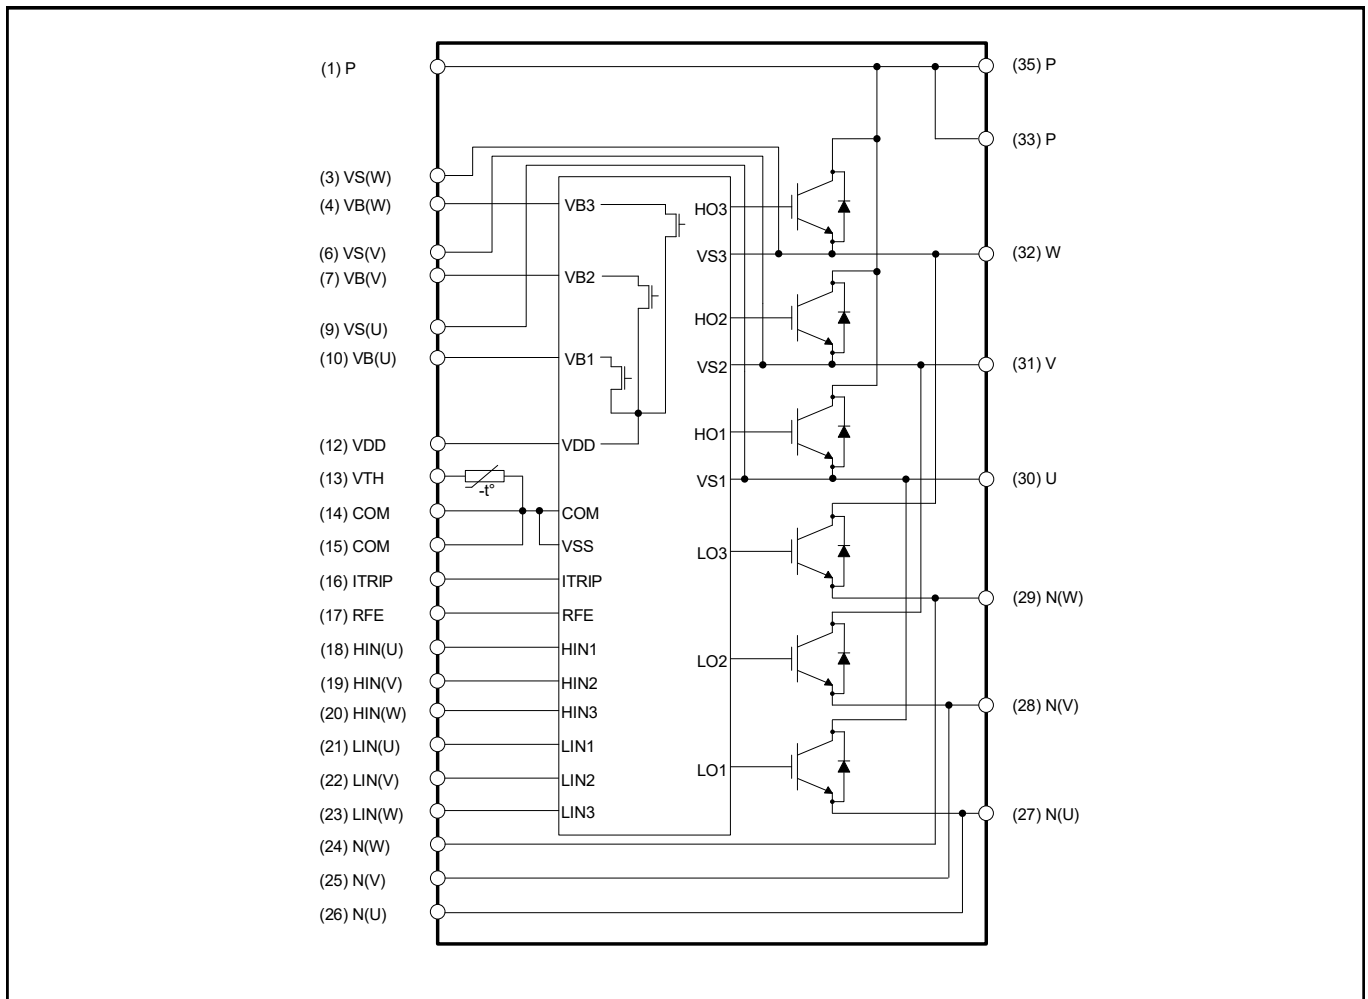 (1) P
(3) VS(W)
(4) VB(W)
(6) VS(V)
(7) VB(V)
(9) VS(U)
(10) VB(U)
(12) VDD
(13) VTH
(14) COM
(15) COM
(16) ITRIP
(17) RFE
(18) HIN(U)
(19) HIN(V)
(20) HIN(W)
(21) LIN(U)
(22) LIN(V)
(23) LIN(W)
(24) N(W)
(25) N(V)
(26) N(U)
-t°
VB3
VB2
VB1
VDD
COM
VSS
ITRIP
RFE
HIN1
HIN2
HIN3
LIN1
LIN2
LIN3
HO3
VS3
HO2
VS2
HO1
VS1
LO3
LO2
LO1
(35) P
(33) P
(32) W
(31) V
(30) U
(29) N(W)
(28) N(V)
(27) N(U)